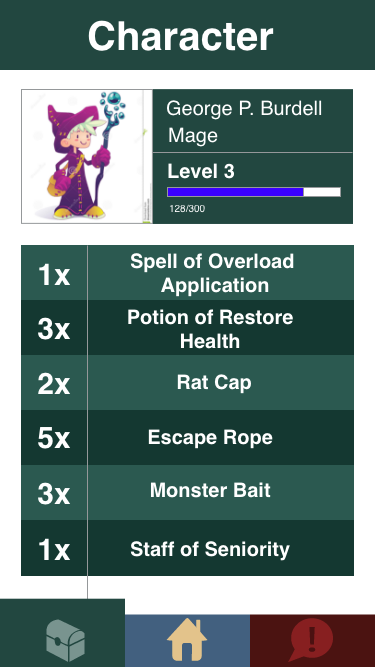 Character
George P. Burdell
Mage
Level 3
128/300
1x
Spell of Overload
Application
3x
Potion of Restore
Health
2x
Rat Cap
5x
Escape Rope
3x
Monster Bait
1x
Staff of Seniority
!